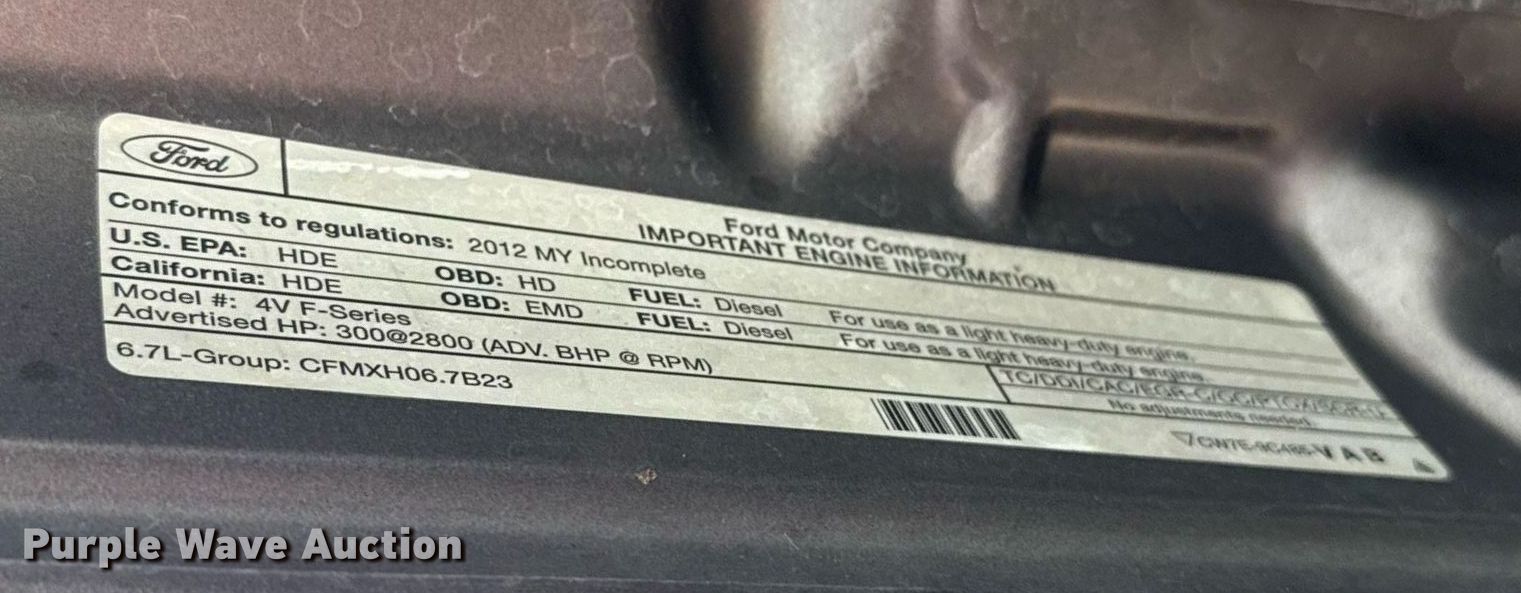 Ford
Ford Motor Company
IMPORTANT ENGINE INFORMATION
Conforms to regulations: 2012 MY Incomplete
U.S. EPA: HDE OBD: HD FUEL: Diesel For use as a light heavy-duty engine.
California: HDE OBD: EMD FUEL: Diesel For use as a light heavy-duty engine.
Model #: 4V F-Series
Advertised HP: 300@2800 (ADV. BHP @ RPM)
6.7L-Group: CFMXH06.7B23
No adjustments needed.
VAB
Purple Wave Auction